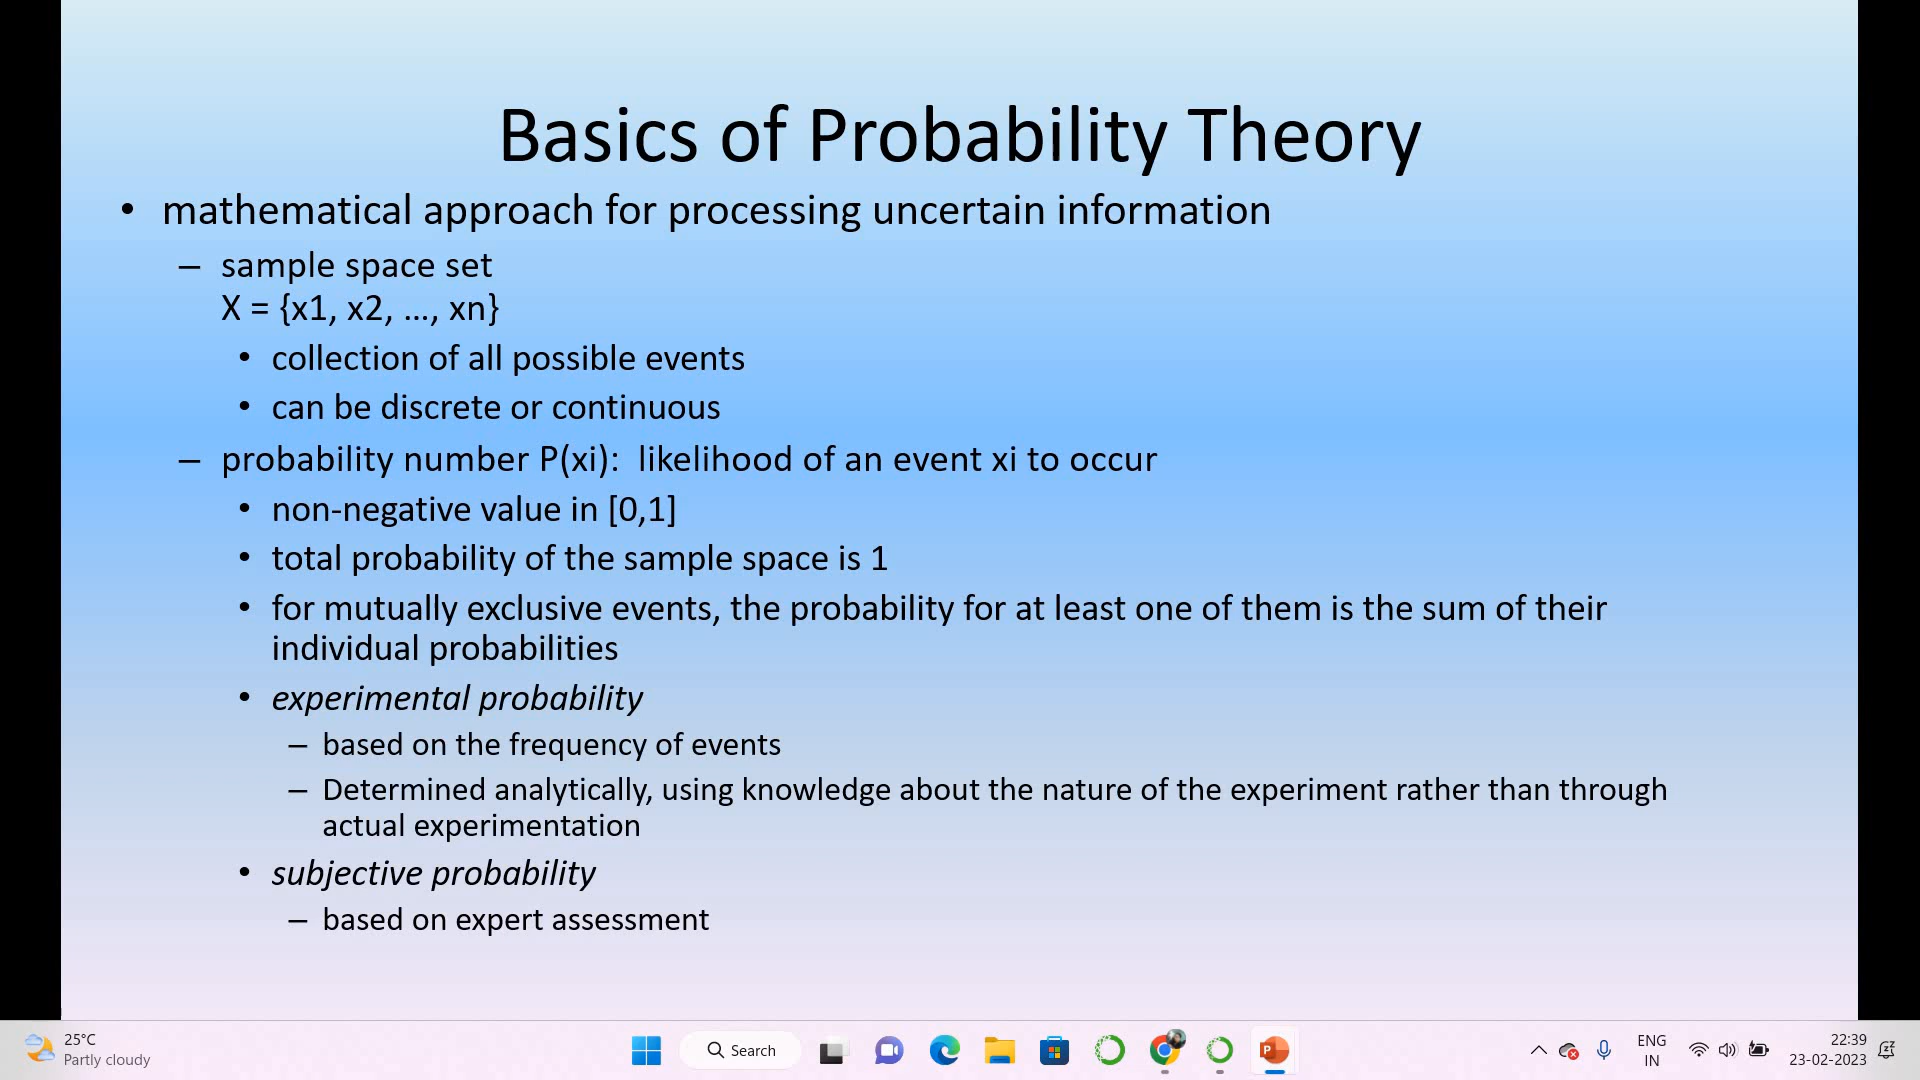 Basics of Probability Theory
• mathematical approach for processing uncertain information
– sample space set
X = {x1, x2, …, xn}
• collection of all possible events
• can be discrete or continuous
– probability number P(xi):  likelihood of an event xi to occur
• non-negative value in [0,1]
• total probability of the sample space is 1
• for mutually exclusive events, the probability for at least one of them is the sum of their
individual probabilities
• experimental probability
– based on the frequency of events
– Determined analytically, using knowledge about the nature of the experiment rather than through
actual experimentation
• subjective probability
– based on expert assessment
25°C
Partly cloudy
Search
ENG
IN
22:39
23-02-2023